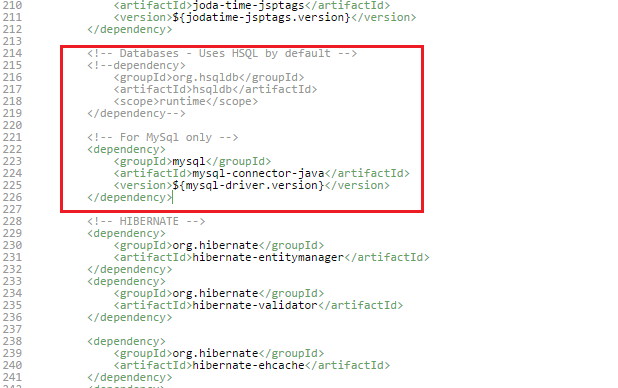 210 <artifactId>joda-time-jsptags</artifactId>
211 <version>${jodatime-jsptags.version}</version>
212 </dependency>
213
214 <!-- Databases - Uses HSQL by default -->
215 <!--dependency>
216 <groupId>org.hsqldb</groupId>
217 <artifactId>hsqldb</artifactId>
218 <scope>runtime</scope>
219 </dependency-->
220
221 <!-- For MySql only -->
222 <dependency>
223 <groupId>mysql</groupId>
224 <artifactId>mysql-connector-java</artifactId>
225 <version>${mysql-driver.version}</version>
226 </dependency>
227
228 <!-- HIBERNATE -->
229 <dependency>
230 <groupId>org.hibernate</groupId>
231 <artifactId>hibernate-entitymanager</artifactId>
232 </dependency>
233 <dependency>
234 <groupId>org.hibernate</groupId>
235 <artifactId>hibernate-validator</artifactId>
236 </dependency>
237
238 <dependency>
239 <groupId>org.hibernate</groupId>
240 <artifactId>hibernate-ehcache</artifactId>
241 </dependency>